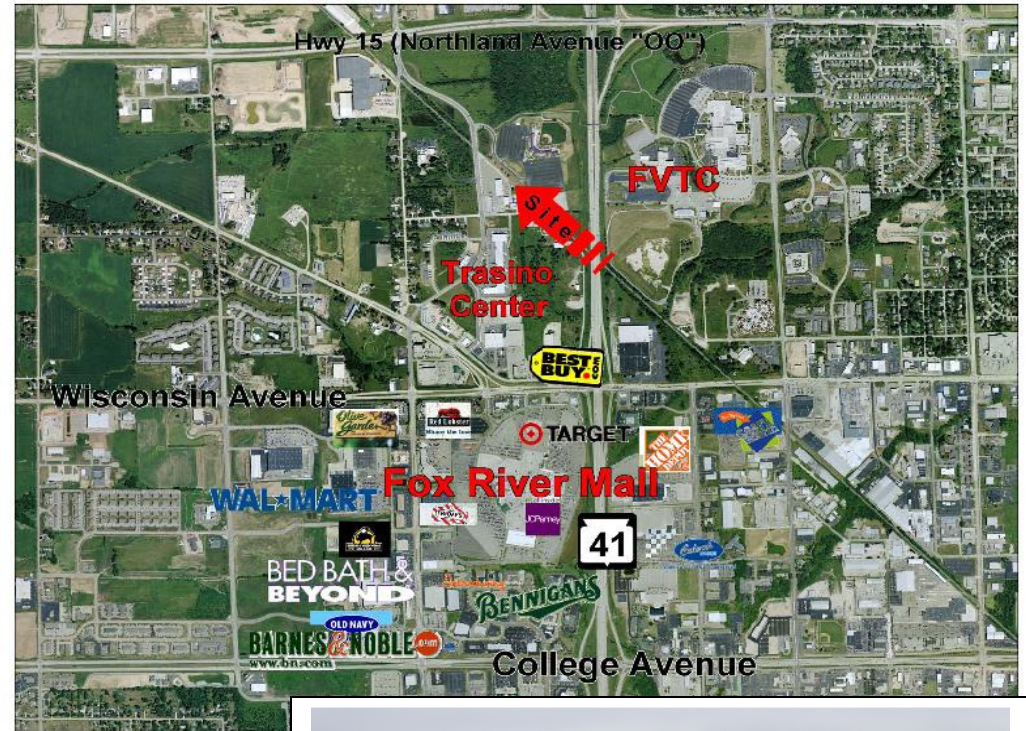 Hwy 15 (Northland Avenue "OO")
FVTC
Site
Trasino
Center
BEST
BUY.COM
Wisconsin Avenue
Olive
Garden
Red Lobster
TARGET
THE
HOME
DEPOT
Fox River Mall
WAL★MART
JCPenney
41
BED BATH &
BEYOND
BENNIGAN'S
OLD NAVY
BARNES&NOBLE
.com
www.bn.com
College Avenue